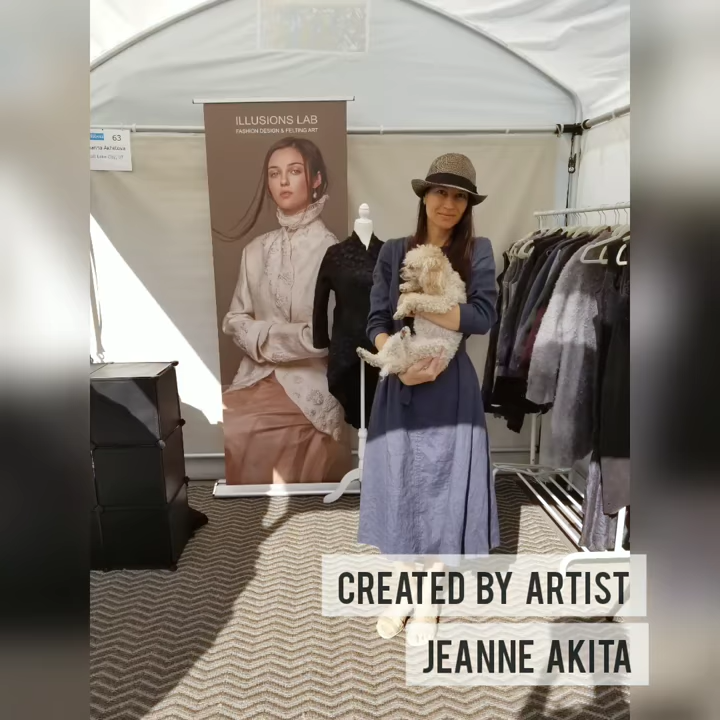 ILLUSIONS LAB
FASHION DESIGN & FELTING ART
63
CREATED BY ARTIST
JEANNE AKITA